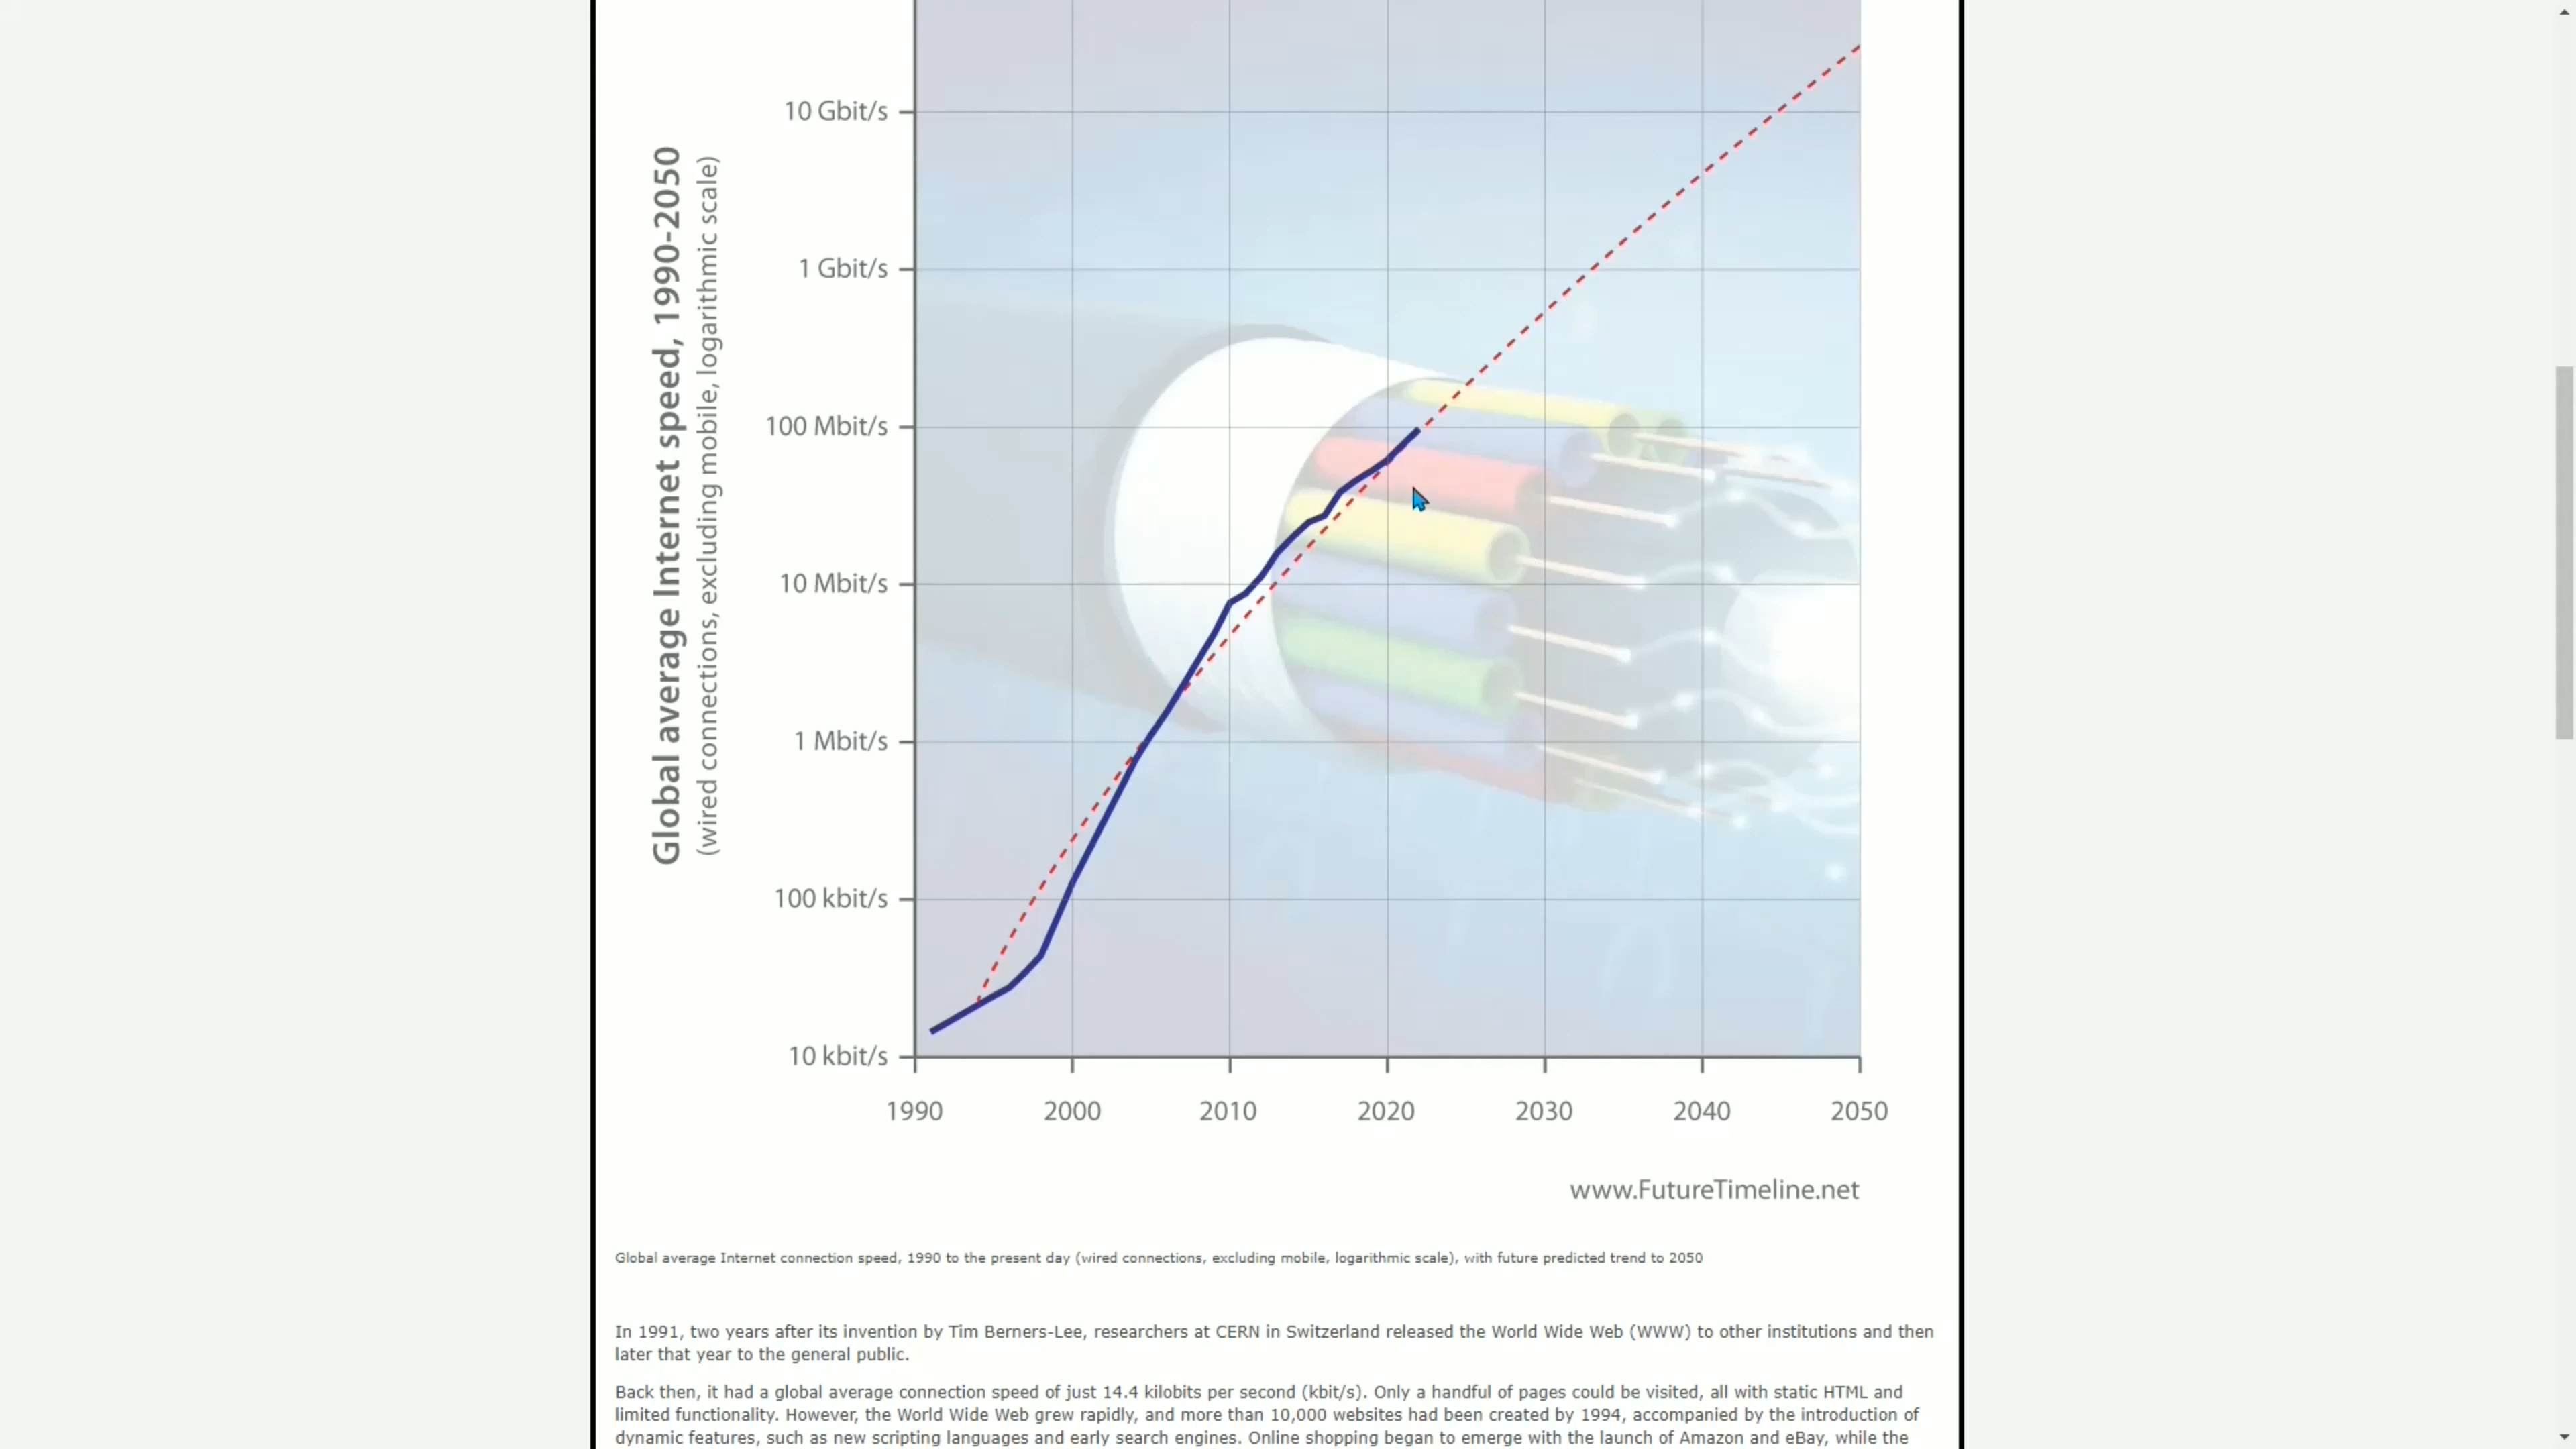 Global average Internet speed, 1990-2050
(wired connections, excluding mobile, logarithmic scale)
10 Gbit/s
1 Gbit/s
100 Mbit/s
10 Mbit/s
1 Mbit/s
100 kbit/s
10 kbit/s
1990 2000 2010 2020 2030 2040 2050
www.FutureTimeline.net
Global average Internet connection speed, 1990 to the present day (wired connections, excluding mobile, logarithmic scale), with future predicted trend to 2050
In 1991, two years after its invention by Tim Berners-Lee, researchers at CERN in Switzerland released the World Wide Web (WWW) to other institutions and then
later that year to the general public.
Back then, it had a global average connection speed of just 14.4 kilobits per second (kbit/s). Only a handful of pages could be visited, all with static HTML and
limited functionality. However, the World Wide Web grew rapidly, and more than 10,000 websites had been created by 1994, accompanied by the introduction of
dynamic features, such as new scripting languages and early search engines. Online shopping began to emerge with the launch of Amazon and eBay, while the